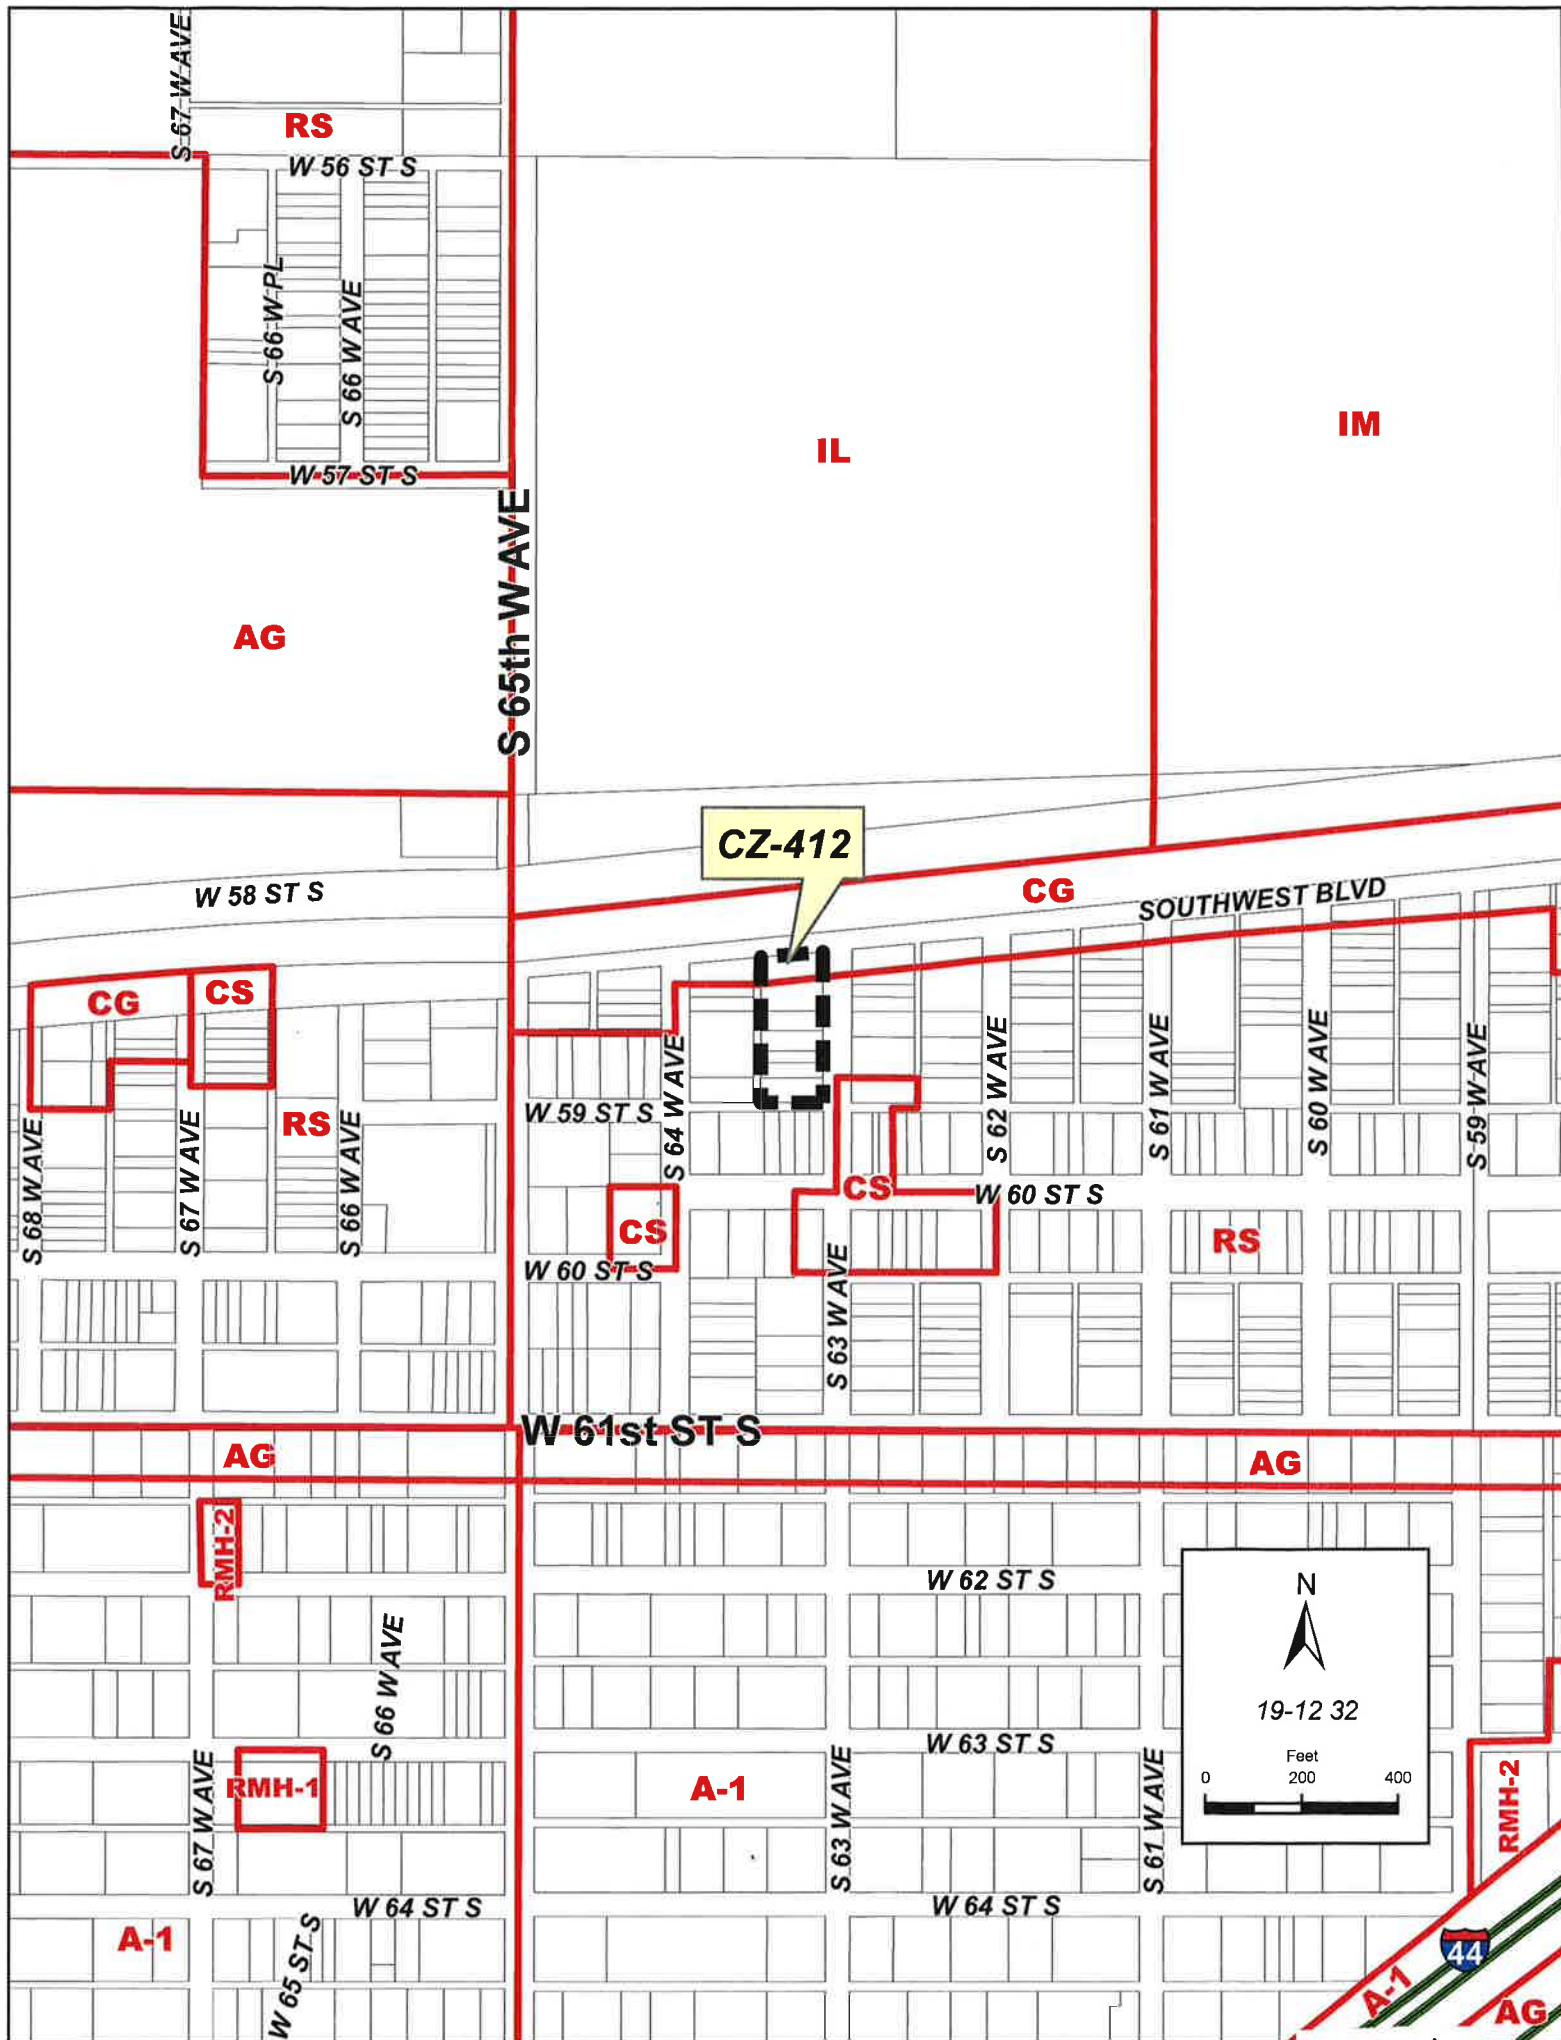 S 67 W AVE
RS
W 56 ST S
S 66 W PL
S 66 W AVE
IL
IM
W 57 ST S
S 65th W AVE
AG
CZ-412
W 58 ST S
CG
SOUTHWEST BLVD
CG
CS
S 68 W AVE
S 67 W AVE
RS
S 66 W AVE
W 59 ST S
S 64 W AVE
S 62 W AVE
S 61 W AVE
S 60 W AVE
S 59 W AVE
CS
W 60 ST S
CS
RS
W 60 ST S
S 63 W AVE
W 61st ST S
AG
AG
RMH-2
W 62 ST S
N
19-12 32
Feet
0 200 400
S 66 W AVE
W 63 ST S
S 67 W AVE
RMH-1
A-1
S 63 W AVE
S 61 W AVE
RMH-2
W 64 ST S
W 64 ST S
A-1
W 65 ST S
44
A-1
AG